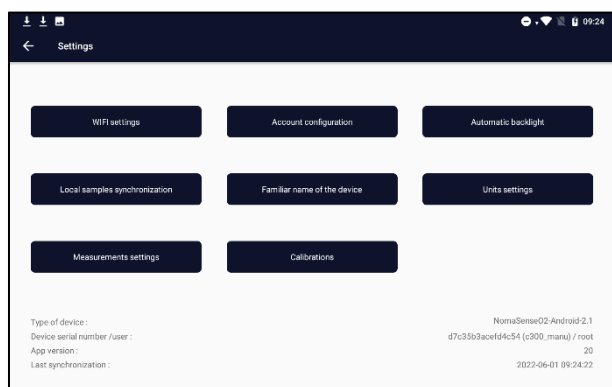 09:24
Settings
WIFI settings
Account configuration
Automatic backlight
Local samples synchronization
Familiar name of the device
Units settings
Measurements settings
Calibrations
Type of device : NomaSenseO2-Android-2.1
Device serial number /user : d7c35b3acefd4c54 (c300_manu) / root
App version : 20
Last synchronization : 2022-06-01 09:24:22